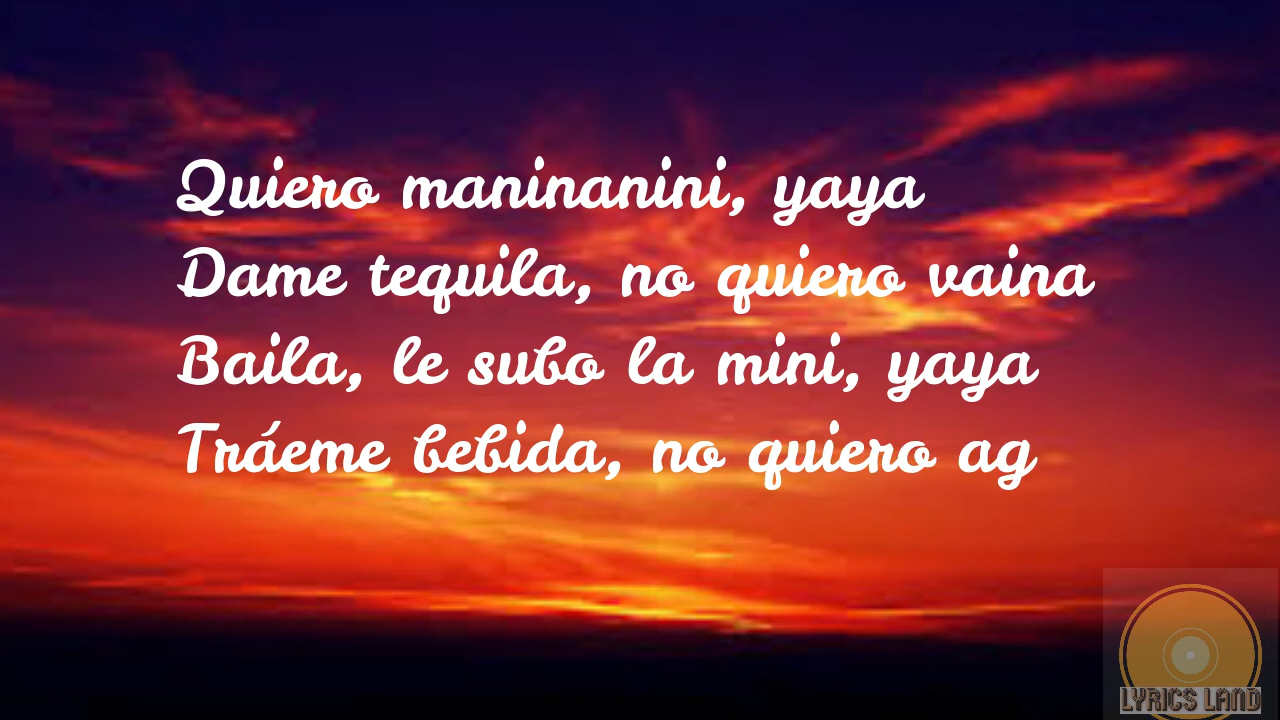 Quiero maninanini, yaya
Dame tequila, no quiero vaina
Baila, le subo la mini, yaya
Tráeme bebida, no quiero ag
LYRICS LAND